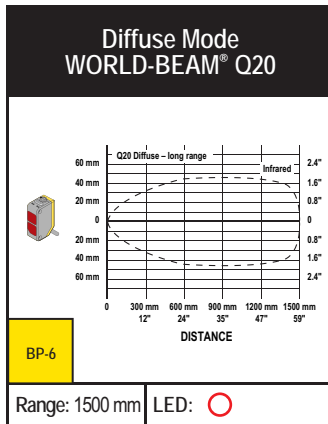 Diffuse Mode
WORLD-BEAM® Q20
Q20 Diffuse – long range
Infrared
60 mm 2.4"
40 mm 1.6"
20 mm 0.8"
0 0
20 mm 0.8"
40 mm 1.6"
60 mm 2.4"
0 300 mm 600 mm 900 mm 1200 mm 1500 mm
12" 24" 35" 47" 59"
DISTANCE
BP-6
Range: 1500 mm LED: